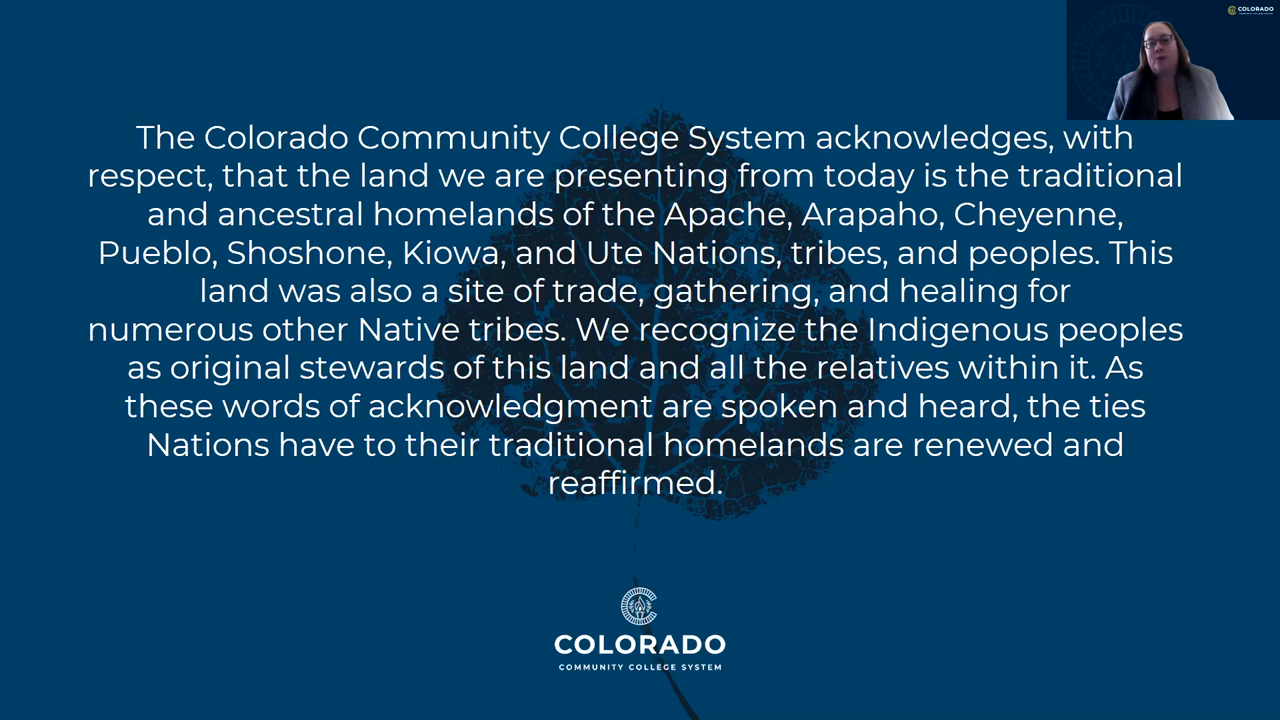 COLORADO
COMMUNITY COLLEGE SYSTEM
The Colorado Community College System acknowledges, with
respect, that the land we are presenting from today is the traditional
and ancestral homelands of the Apache, Arapaho, Cheyenne,
Pueblo, Shoshone, Kiowa, and Ute Nations, tribes, and peoples. This
land was also a site of trade, gathering, and healing for
numerous other Native tribes. We recognize the Indigenous peoples
as original stewards of this land and all the relatives within it. As
these words of acknowledgment are spoken and heard, the ties
Nations have to their traditional homelands are renewed and
reaffirmed.
COLORADO
COMMUNITY COLLEGE SYSTEM